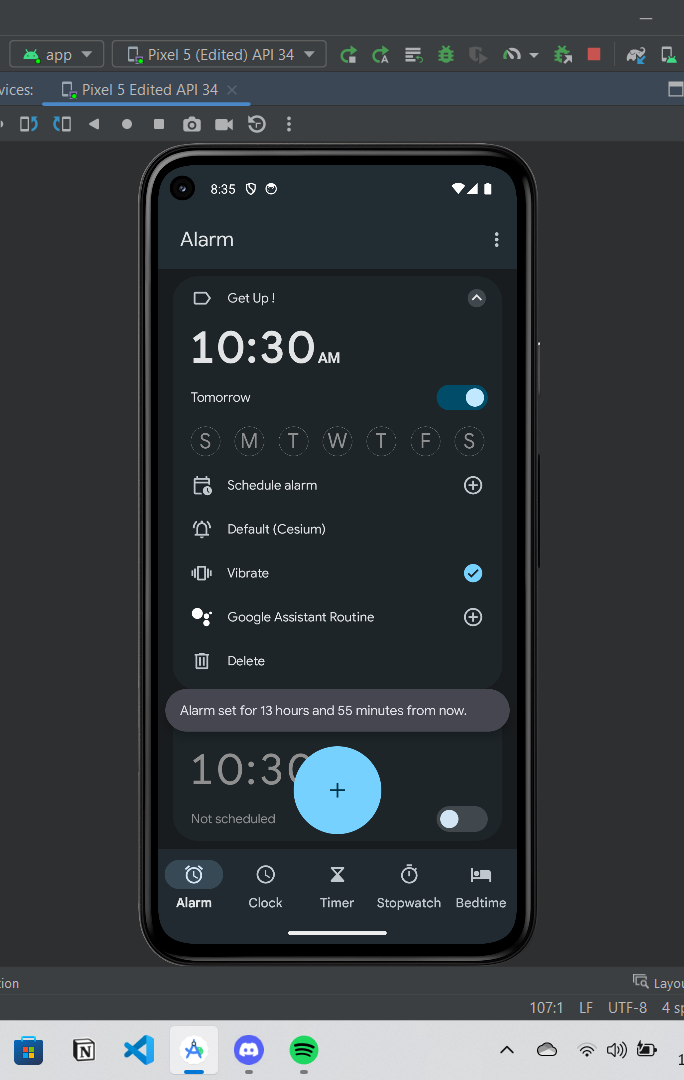 app
Pixel 5 (Edited) API 34
vices:
Pixel 5 Edited API 34
8:35
Alarm
Get Up !
10:30 AM
Tomorrow
S M T W T F S
Schedule alarm
Default (Cesium)
Vibrate
Google Assistant Routine
Delete
Alarm set for 13 hours and 55 minutes from now.
10:30
Not scheduled
Alarm Clock Timer Stopwatch Bedtime
ion
Layou
107:1 LF UTF-8 4 sp
1